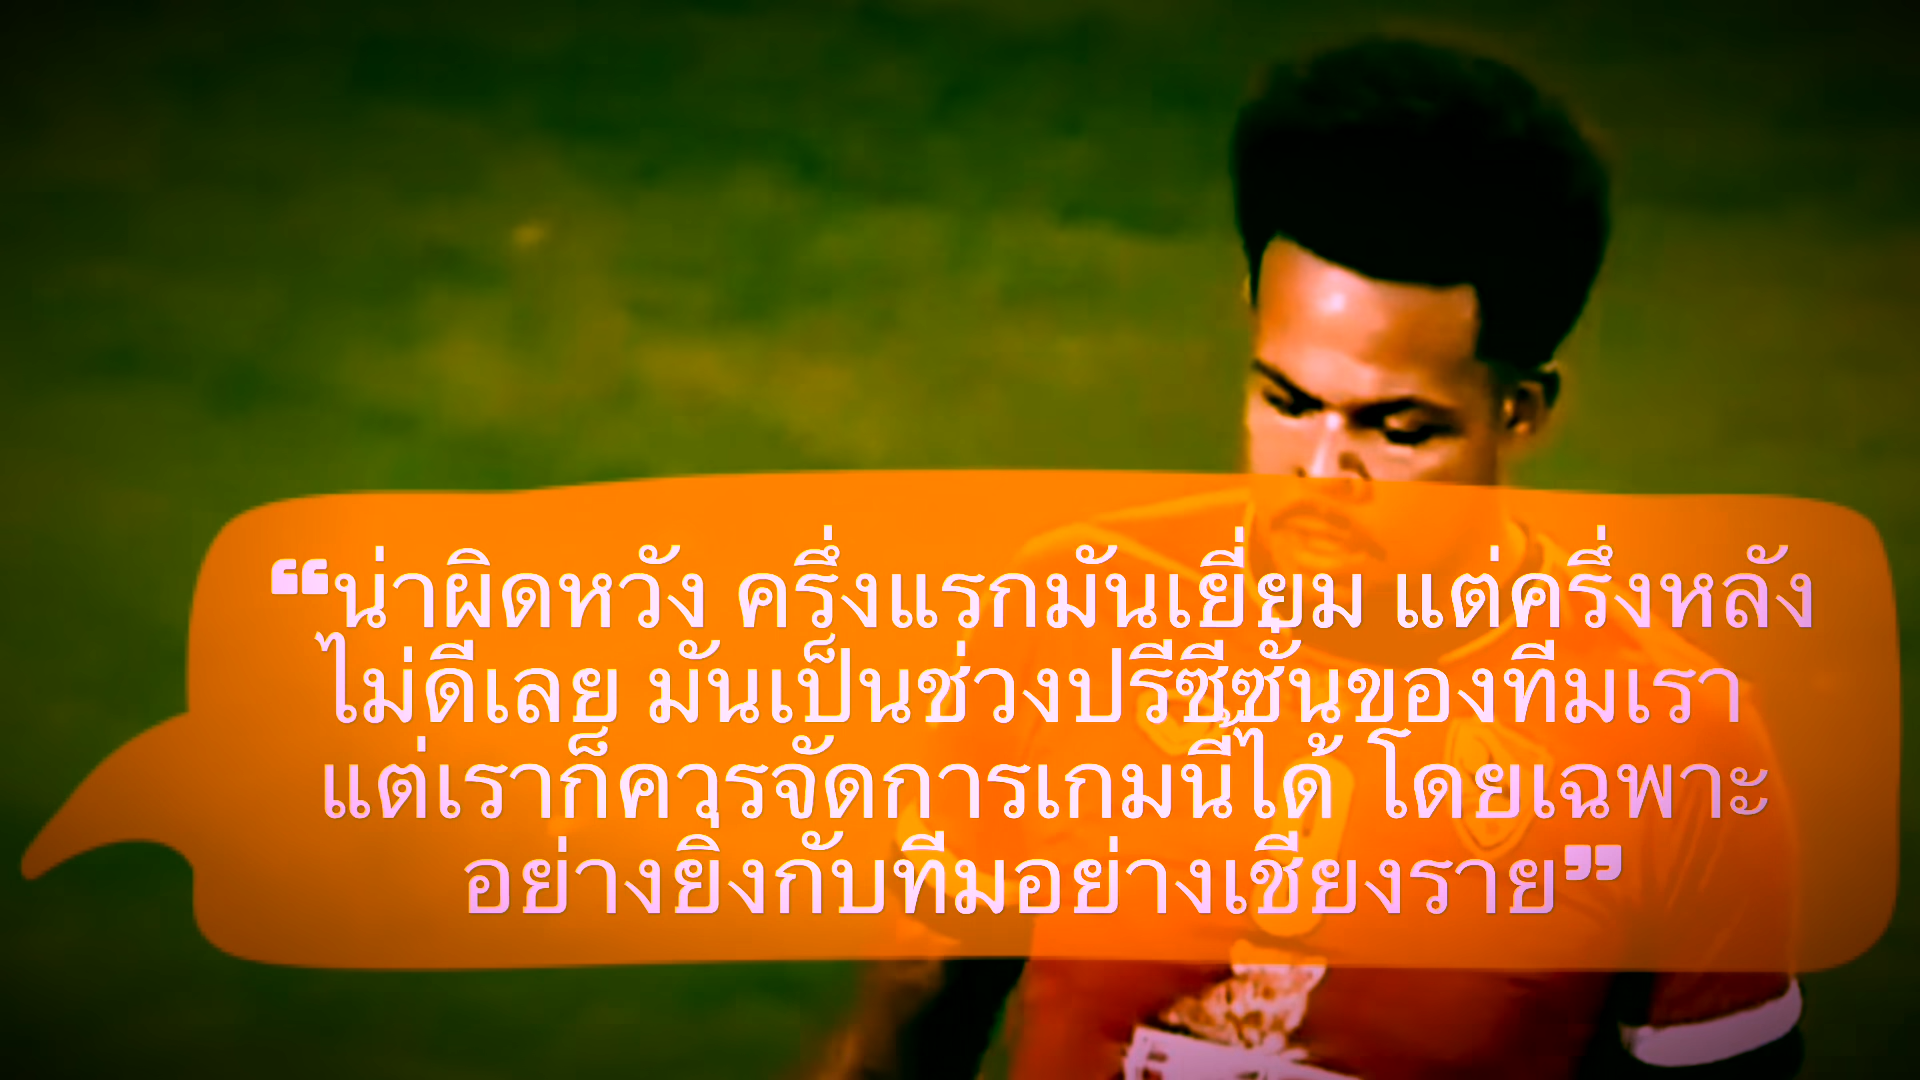 “น่าผิดหวัง ครึ่งแรกมันเยี่ยม แต่ครึ่งหลัง
ไม่ดีเลย มันเป็นช่วงปรีซีซั่นของทีมเรา
แต่เราก็ควรจัดการเกมนี้ได้ โดยเฉพาะ
อย่างยิ่งกับทีมอย่างเชียงราย”